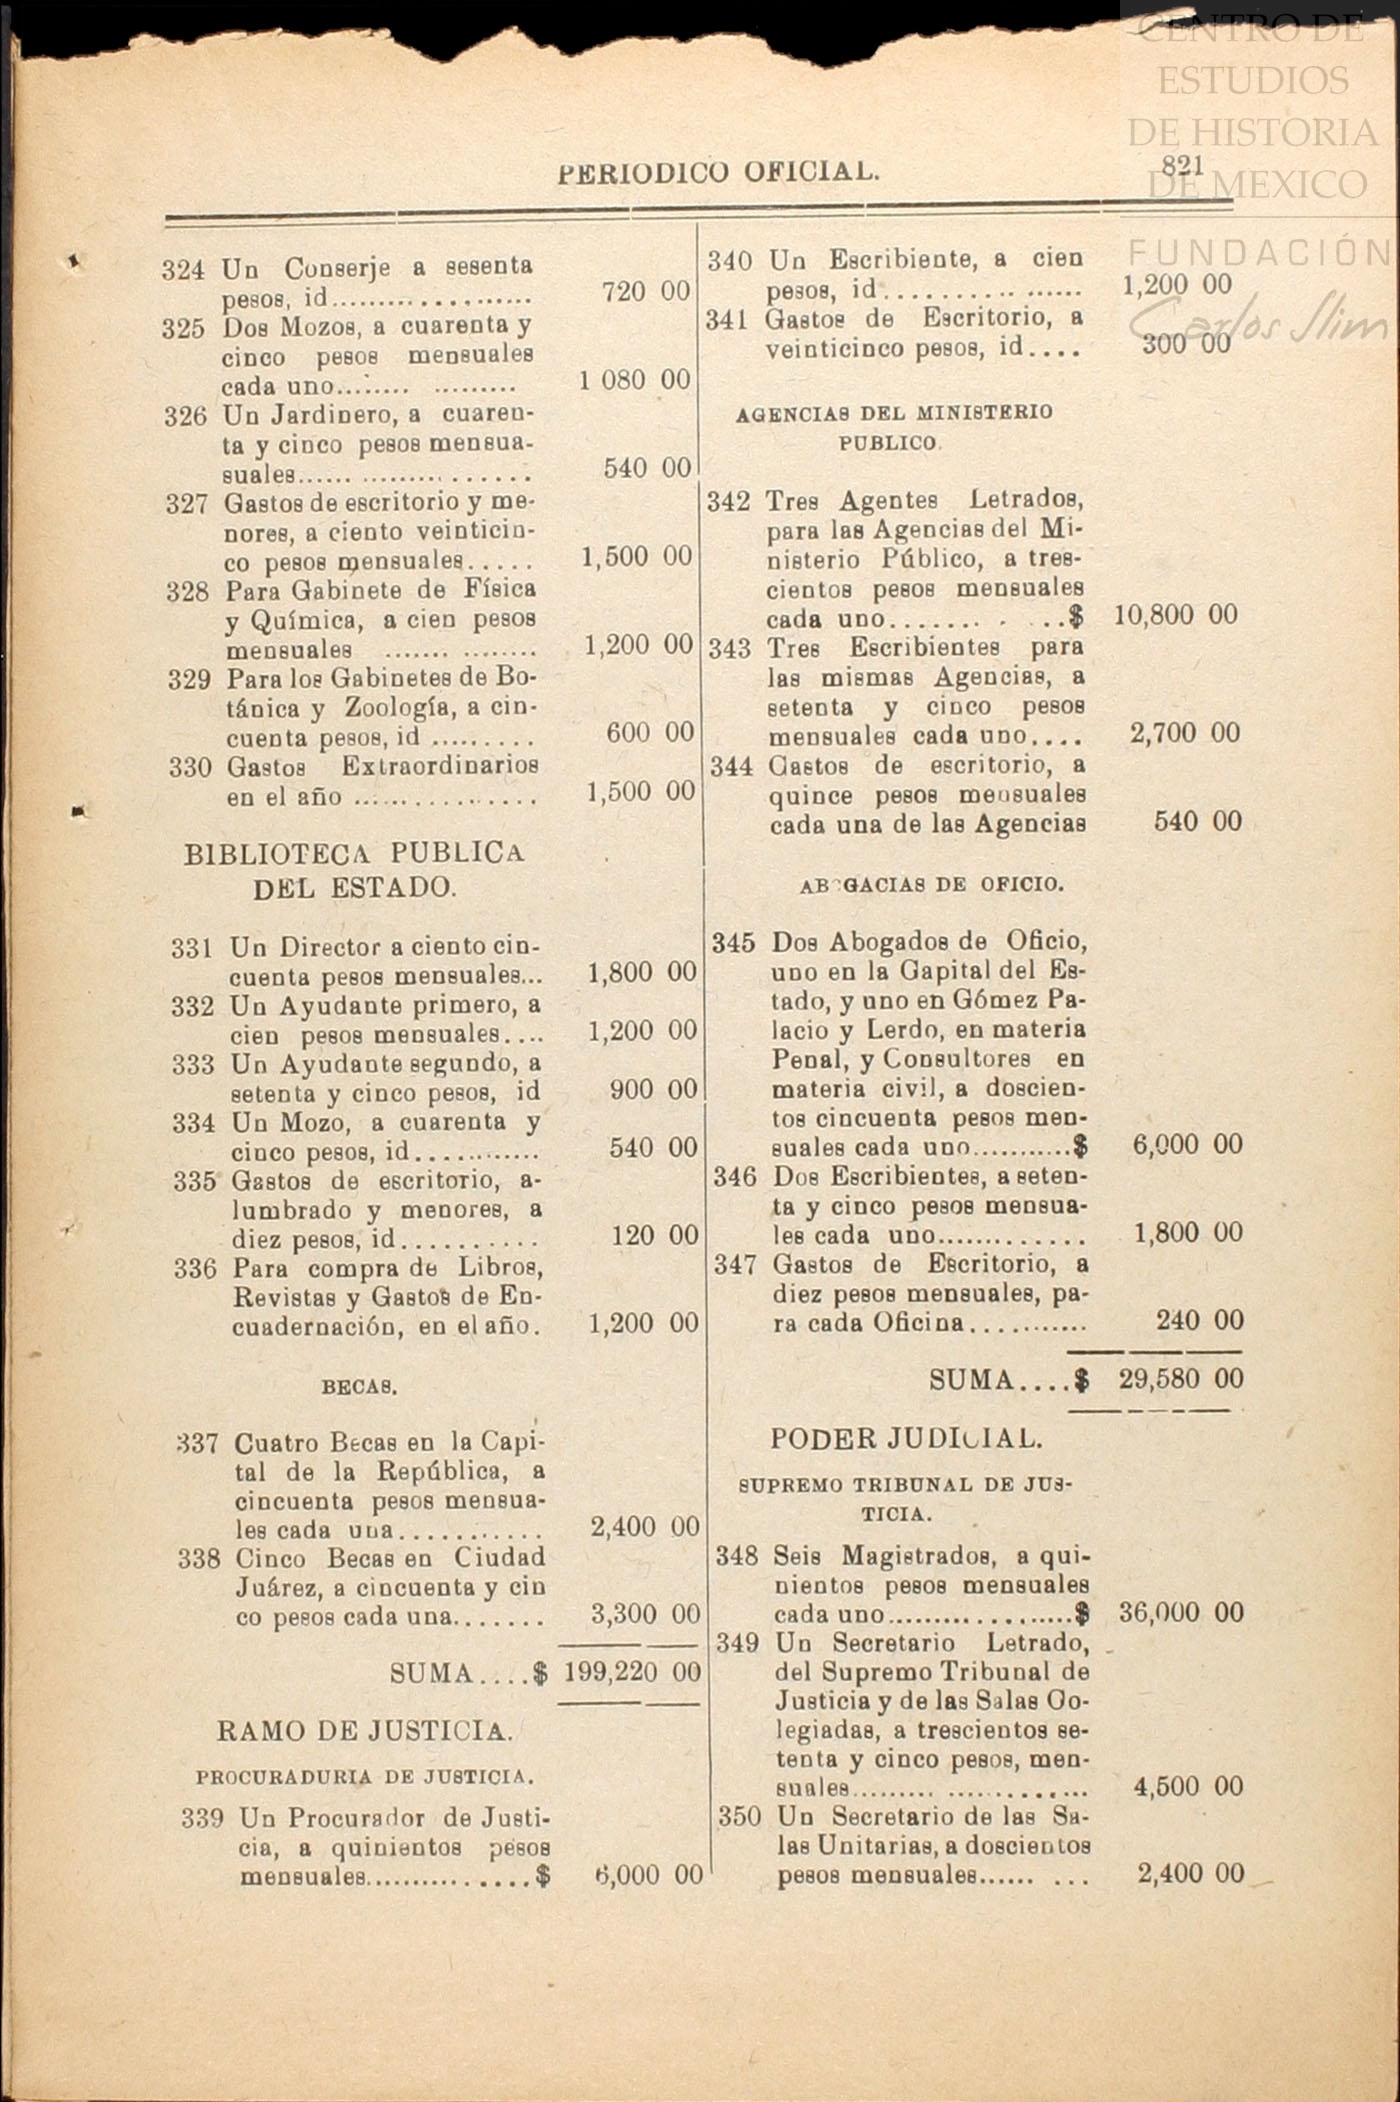 CENTRO DE
ESTUDIOS
DE HISTORIA
DE MEXICO
FUNDACIÓN
Carlos Slim
PERIODICO OFICIAL.
821
324 Un Conserje a sesenta
pesos, id.................... 720 00
325 Dos Mozos, a cuarenta y
cinco pesos mensuales
cada uno........ ......... 1 080 00
326 Un Jardinero, a cuaren-
ta y cinco pesos mensua-
suales...... ................. 540 00
327 Gastos de escritorio y me-
nores, a ciento veinticin-
co pesos mensuales..... 1,500 00
328 Para Gabinete de Física
y Química, a cien pesos
mensuales ....... ........ 1,200 00
329 Para los Gabinetes de Bo-
tánica y Zoología, a cin-
cuenta pesos, id ......... 600 00
330 Gastos Extraordinarios
en el año ................. 1,500 00
BIBLIOTECA PUBLICA
DEL ESTADO.
331 Un Director a ciento cin-
cuenta pesos mensuales... 1,800 00
332 Un Ayudante primero, a
cien pesos mensuales.... 1,200 00
333 Un Ayudante segundo, a
setenta y cinco pesos, id 900 00
334 Un Mozo, a cuarenta y
cinco pesos, id............ 540 00
335 Gastos de escritorio, a-
lumbrado y menores, a
diez pesos, id........... 120 00
336 Para compra de Libros,
Revistas y Gastos de En-
cuadernación, en el año. 1,200 00
BECAS.
337 Cuatro Becas en la Capi-
tal de la República, a
cincuenta pesos mensua-
les cada una........... 2,400 00
338 Cinco Becas en Ciudad
Juárez, a cincuenta y cin
co pesos cada una....... 3,300 00
SUMA....$ 199,220 00
RAMO DE JUSTICIA.
PROCURADURIA DE JUSTICIA.
339 Un Procurador de Justi-
cia, a quinientos pesos
mensuales.................$ 6,000 00
340 Un Escribiente, a cien
pesos, id............ ...... 1,200 00
341 Gastos de Escritorio, a
veinticinco pesos, id.... 300 00
AGENCIAS DEL MINISTERIO
PUBLICO.
342 Tres Agentes Letrados,
para las Agencias del Mi-
nisterio Público, a tres-
cientos pesos mensuales
cada uno........ . ...$ 10,800 00
343 Tres Escribientes para
las mismas Agencias, a
setenta y cinco pesos
mensuales cada uno.... 2,700 00
344 Gastos de escritorio, a
quince pesos mensuales
cada una de las Agencias 540 00
AB GACIAS DE OFICIO.
345 Dos Abogados de Oficio,
uno en la Capital del Es-
tado, y uno en Gómez Pa-
lacio y Lerdo, en materia
Penal, y Consultores en
materia civil, a doscien-
tos cincuenta pesos men-
suales cada uno...........$ 6,000 00
346 Dos Escribientes, a seten-
ta y cinco pesos mensua-
les cada uno............. 1,800 00
347 Gastos de Escritorio, a
diez pesos mensuales, pa-
ra cada Oficina............ 240 00
SUMA....$ 29,580 00
PODER JUDICIAL.
SUPREMO TRIBUNAL DE JUS-
TICIA.
348 Seis Magistrados, a qui-
nientos pesos mensuales
cada uno...................$ 36,000 00
349 Un Secretario Letrado,
del Supremo Tribunal de
Justicia y de las Salas Co-
legiadas, a trescientos se-
tenta y cinco pesos, men-
suales......... ............. 4,500 00
350 Un Secretario de las Sa-
las Unitarias, a doscientos
pesos mensuales...... ... 2,400 00